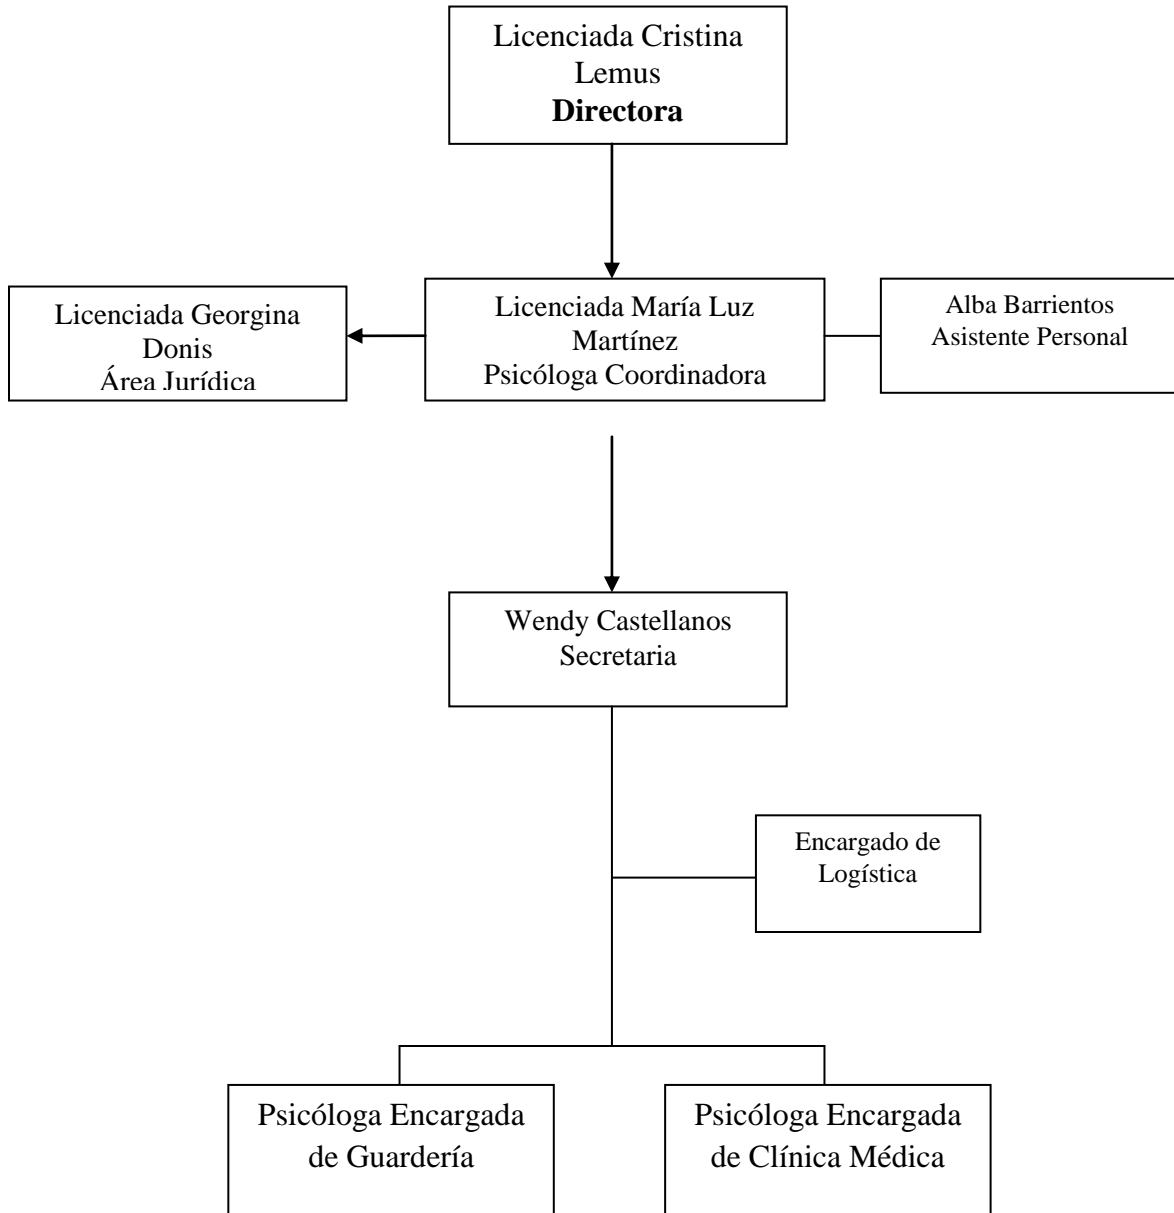 Licenciada Cristina
Lemus
Directora
Licenciada Georgina
Donis
Área Jurídica
Licenciada María Luz
Martínez
Psicóloga Coordinadora
Alba Barrientos
Asistente Personal
Wendy Castellanos
Secretaria
Encargado de
Logística
Psicóloga Encargada
de Guardería
Psicóloga Encargada
de Clínica Médica